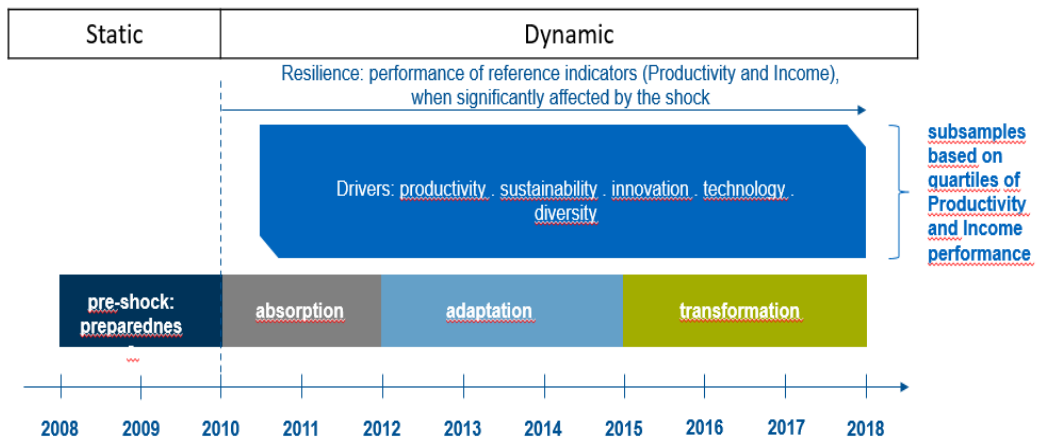 Static
Dynamic
Resilience: performance of reference indicators (Productivity and Income),
when significantly affected by the shock
Drivers: productivity . sustainability . innovation . technology .
diversity
subsamples
based on
quartiles of
Productivity
and Income
performance
pre-shock:
preparednes
absorption
adaptation
transformation
2008
2009
2010
2011
2012
2013
2014
2015
2016
2017
2018